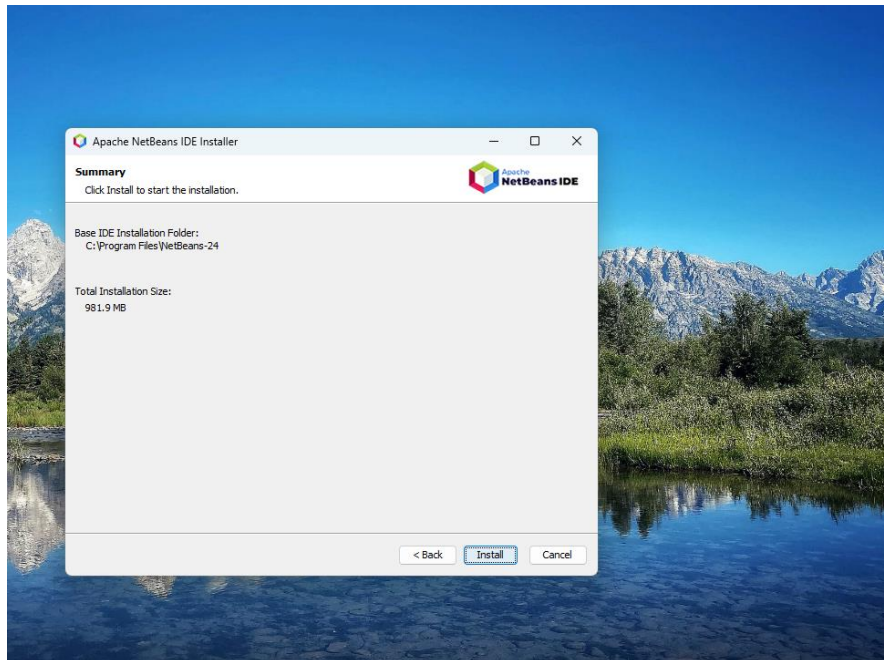 Apache NetBeans IDE Installer
Summary
Click Install to start the installation.
Apache
NetBeans IDE
Base IDE Installation Folder:
C:\Program Files\NetBeans-24
Total Installation Size:
981.9 MB
< Back
Install
Cancel